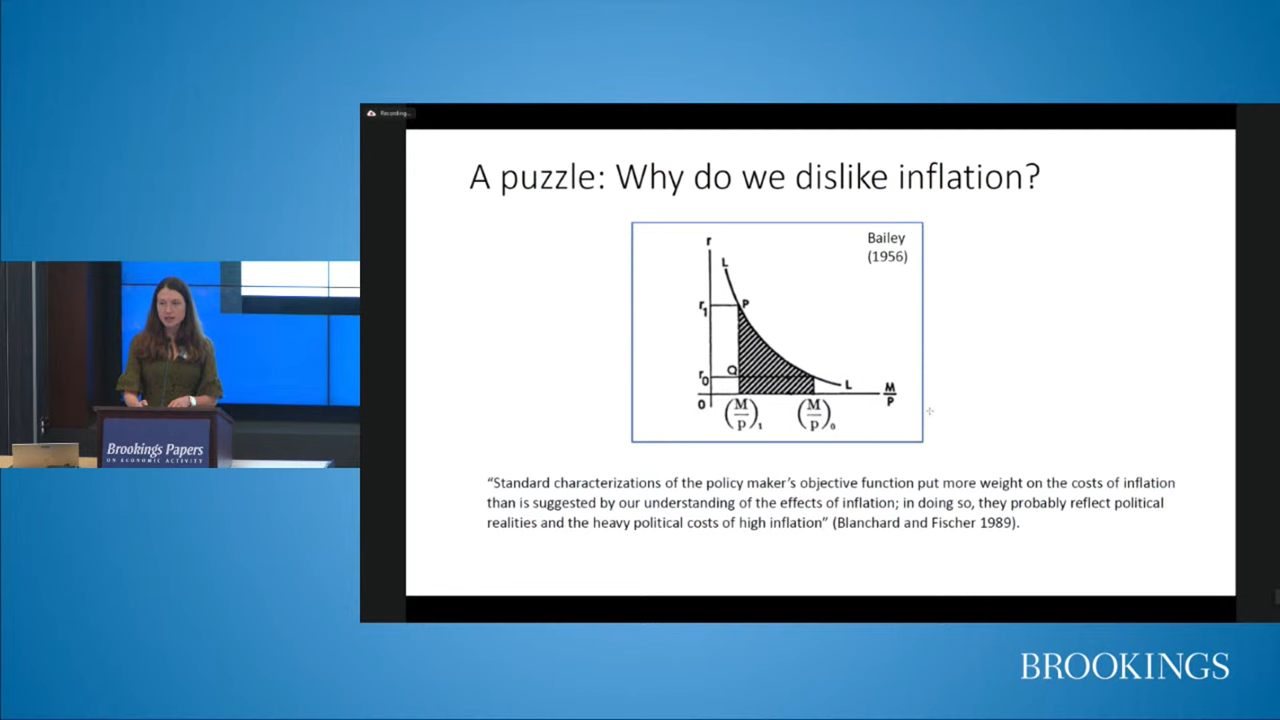 Recording...
A puzzle: Why do we dislike inflation?
Bailey
(1956)
r
L
r₁
P
r₀
Q
L
M
P
0
(M/p)₁
(M/p)₀
“Standard characterizations of the policy maker’s objective function put more weight on the costs of inflation
than is suggested by our understanding of the effects of inflation; in doing so, they probably reflect political
realities and the heavy political costs of high inflation” (Blanchard and Fischer 1989).
Brookings Papers
ON ECONOMIC ACTIVITY
BROOKINGS